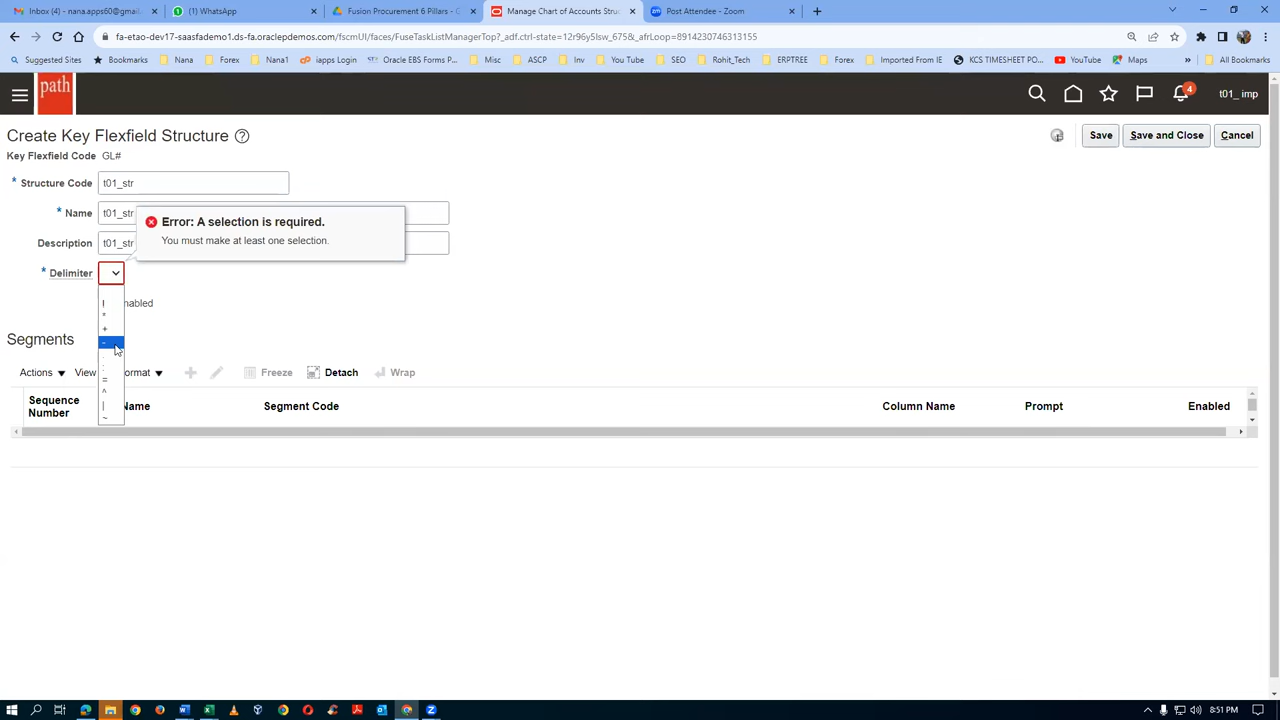 Inbox (4) - nana.apps60@gmail.
(1) WhatsApp
Fusion Procurement 6 Pillars - G
Manage Chart of Accounts Struc
Post Attendee - Zoom
fa-etao-dev17-saasfademo1.ds-fa.oraclepdemos.com/fscmUI/faces/FuseTaskListManagerTop?_adf.ctrl-state=12r96y5lsw_675&_afrLoop=8914230746313155
Suggested Sites
Bookmarks
Nana
Forex
Nana1
iapps Login
Oracle EBS Forms P...
Misc
ASCP
Inv
You Tube
SEO
Rohit_Tech
ERPTREE
Forex
Imported From IE
KCS TIMESHEET PO...
YouTube
Maps
»
All Bookmarks
path
4
t01_ imp
Create Key Flexfield Structure
Save
Save and Close
Cancel
Key Flexfield Code GL#
* Structure Code t01_str
* Name t01_str
Error: A selection is required.
You must make at least one selection.
Description t01_str
* Delimiter
nabled
!
*
+
-
.
:
=
^
|
~
Segments
Actions
View
ormat
Freeze
Detach
Wrap
Sequence Number
Name
Segment Code
Column Name
Prompt
Enabled
8:51 PM